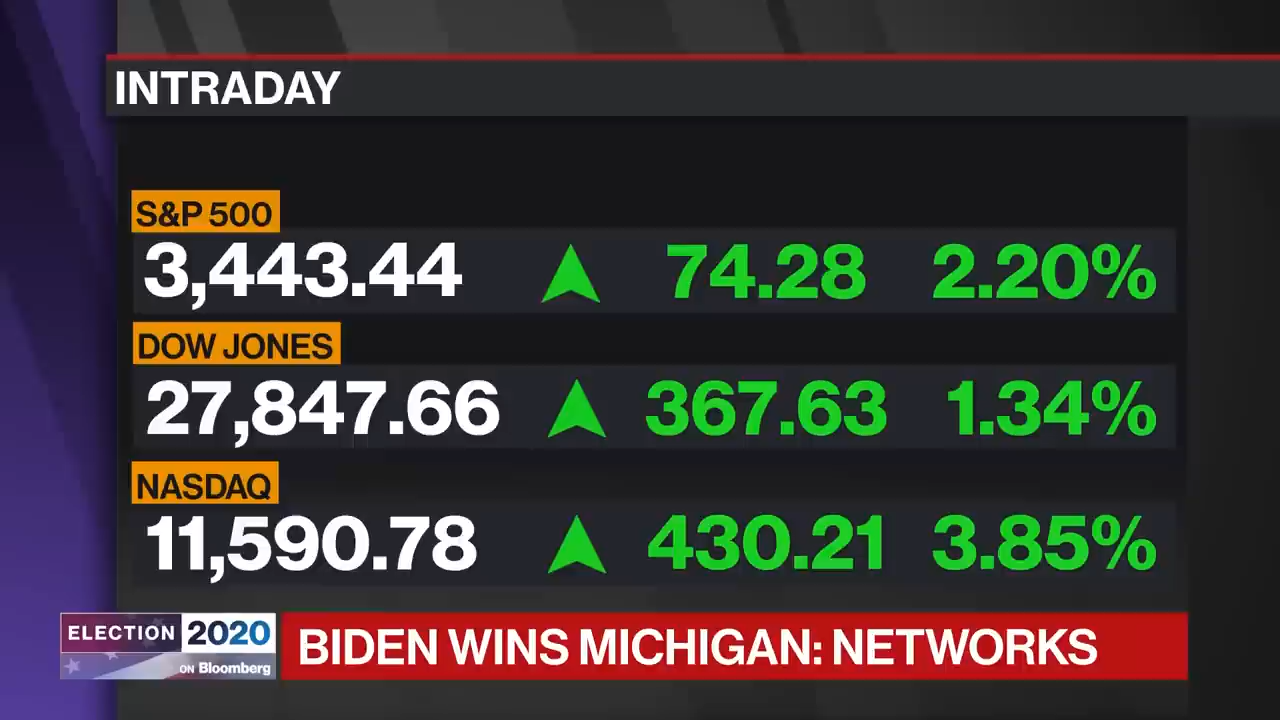 INTRADAY
S&P 500
3,443.44 ▲ 74.28 2.20%
DOW JONES
27,847.66 ▲ 367.63 1.34%
NASDAQ
11,590.78 ▲ 430.21 3.85%
ELECTION 2020
ON Bloomberg
BIDEN WINS MICHIGAN: NETWORKS